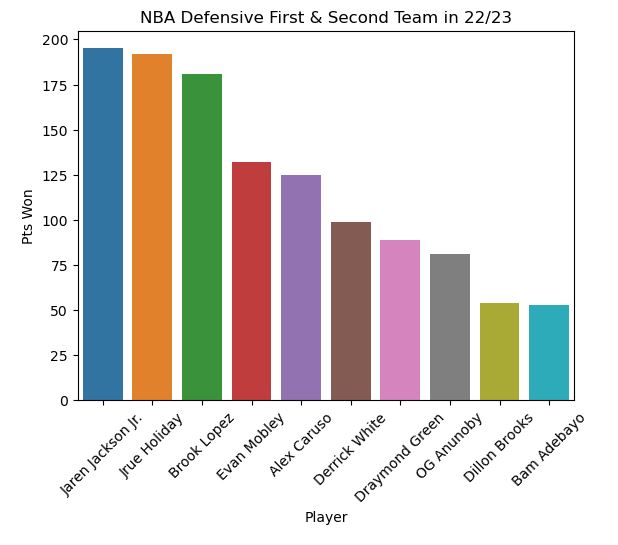 NBA Defensive First & Second Team in 22/23
200
175
150
125
100
75
50
25
0
Pts Won
Jaren Jackson Jr.
Jrue Holiday
Brook Lopez
Evan Mobley
Alex Caruso
Derrick White
Draymond Green
OG Anunoby
Dillon Brooks
Bam Adebayo
Player